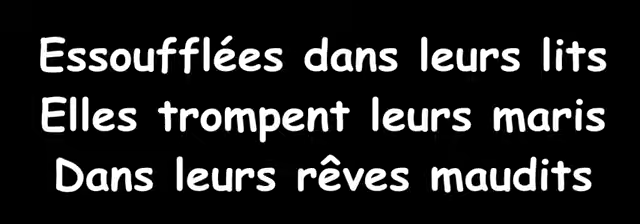 Essoufflées dans leurs lits
Elles trompent leurs maris
Dans leurs rêves maudits